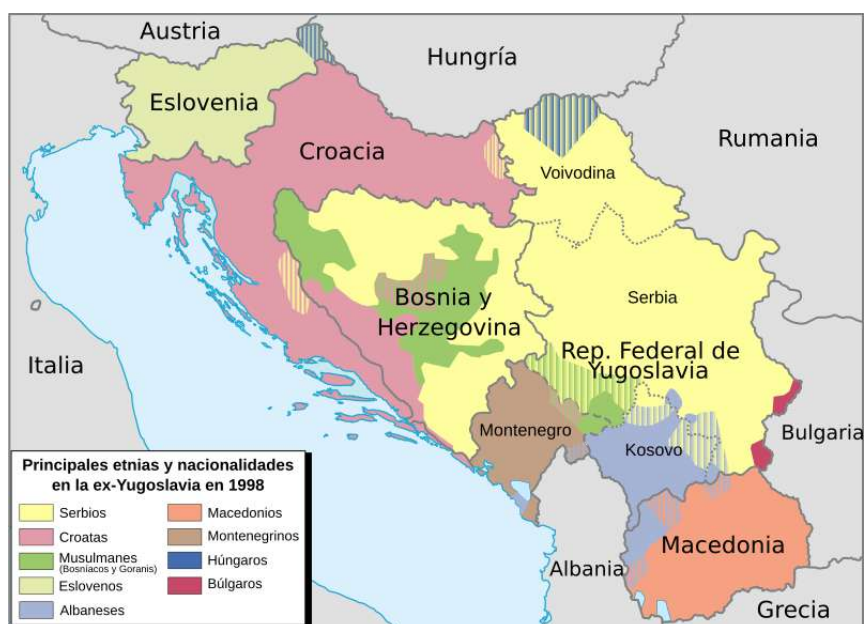 Austria
Hungría
Eslovenia
Rumania
Croacia
Voivodina
Bosnia y
Herzegovina
Serbia
Italia
Rep. Federal de
Yugoslavia
Montenegro
Kosovo
Bulgaria
Albania
Macedonia
Grecia
Principales etnias y nacionalidades
en la ex-Yugoslavia en 1998
Serbios
Croatas
Musulmanes
(Bosníacos y Goranis)
Eslovenos
Albaneses
Macedonios
Montenegrinos
Húngaros
Búlgaros